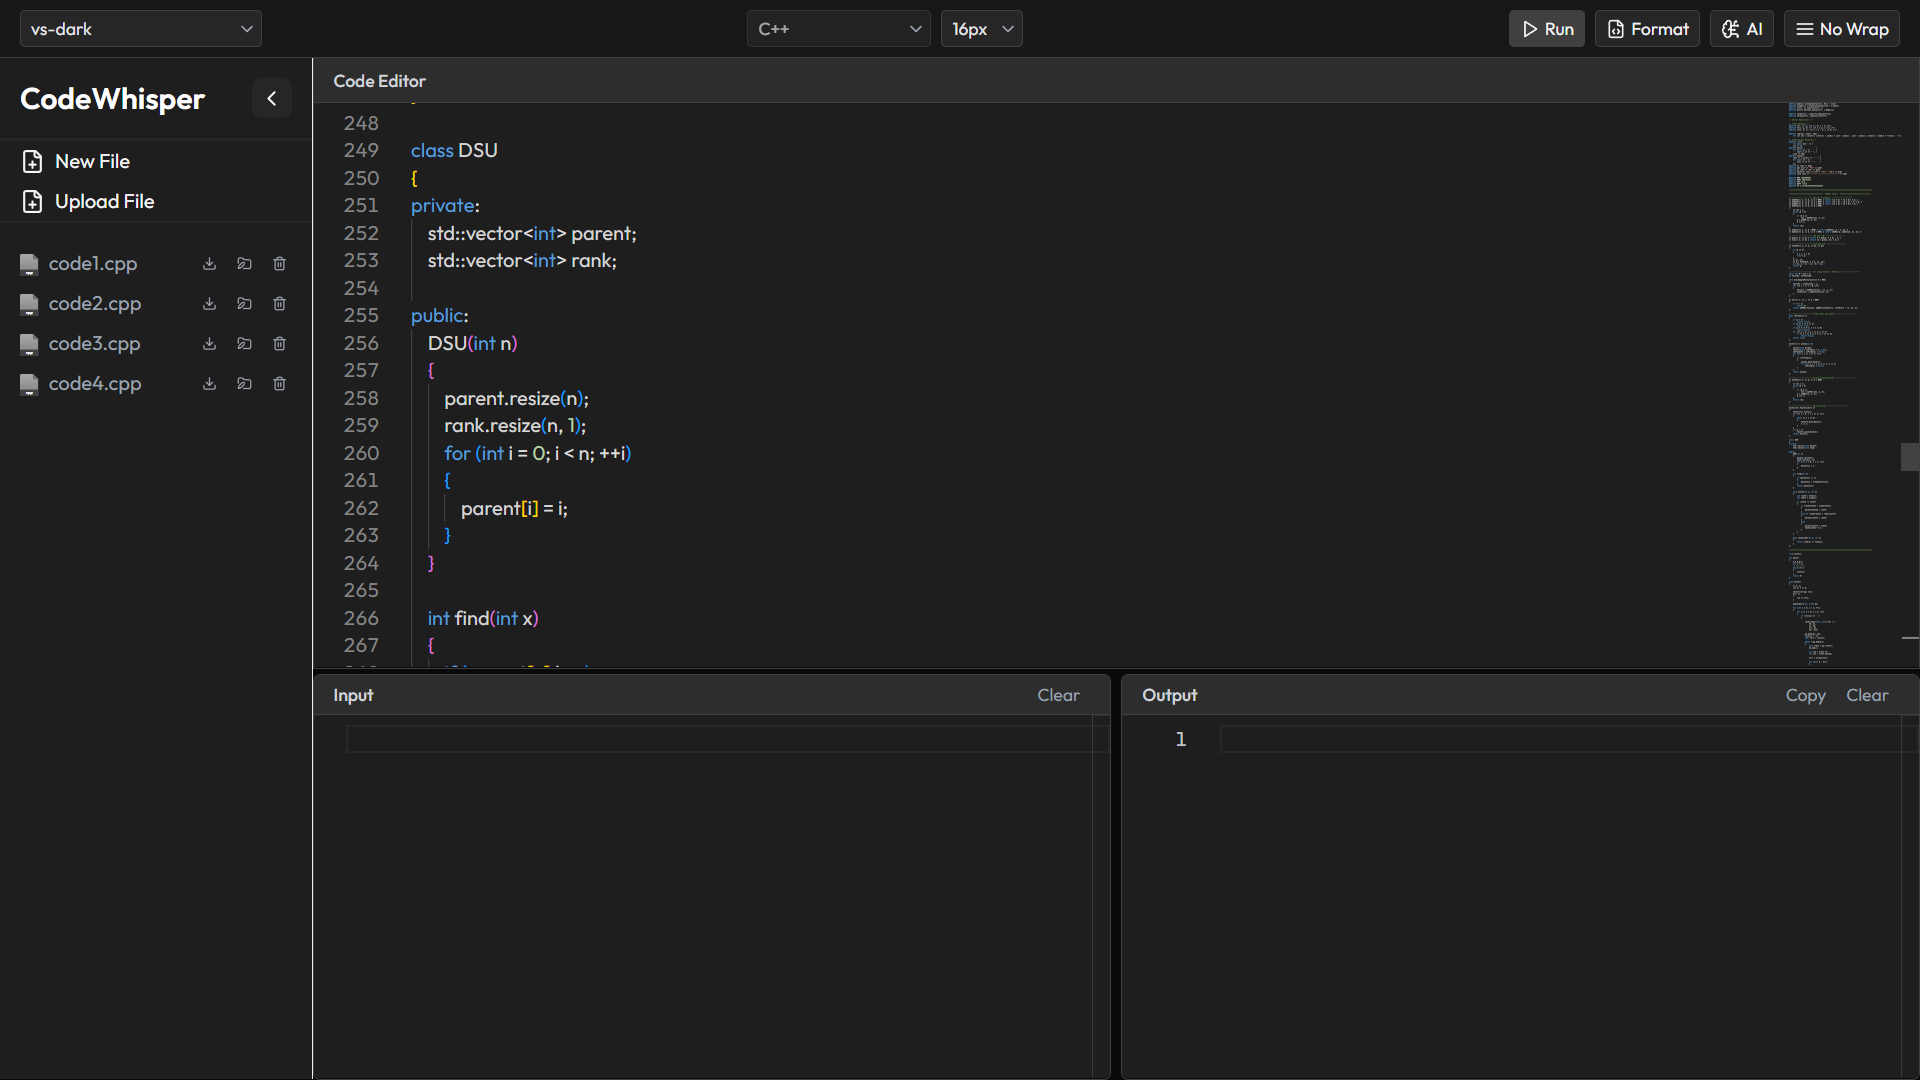 vs-dark
C++
16px
Run
Format
AI
No Wrap
CodeWhisper
New File
Upload File
code1.cpp
code2.cpp
code3.cpp
code4.cpp
Code Editor
248
249 class DSU
250 {
251 private:
252 std::vector<int> parent;
253 std::vector<int> rank;
254
255 public:
256 DSU(int n)
257 {
258 parent.resize(n);
259 rank.resize(n, 1);
260 for (int i = 0; i < n; ++i)
261 {
262 parent[i] = i;
263 }
264 }
265
266 int find(int x)
267 {
Input
Clear
Output
Copy
Clear
1